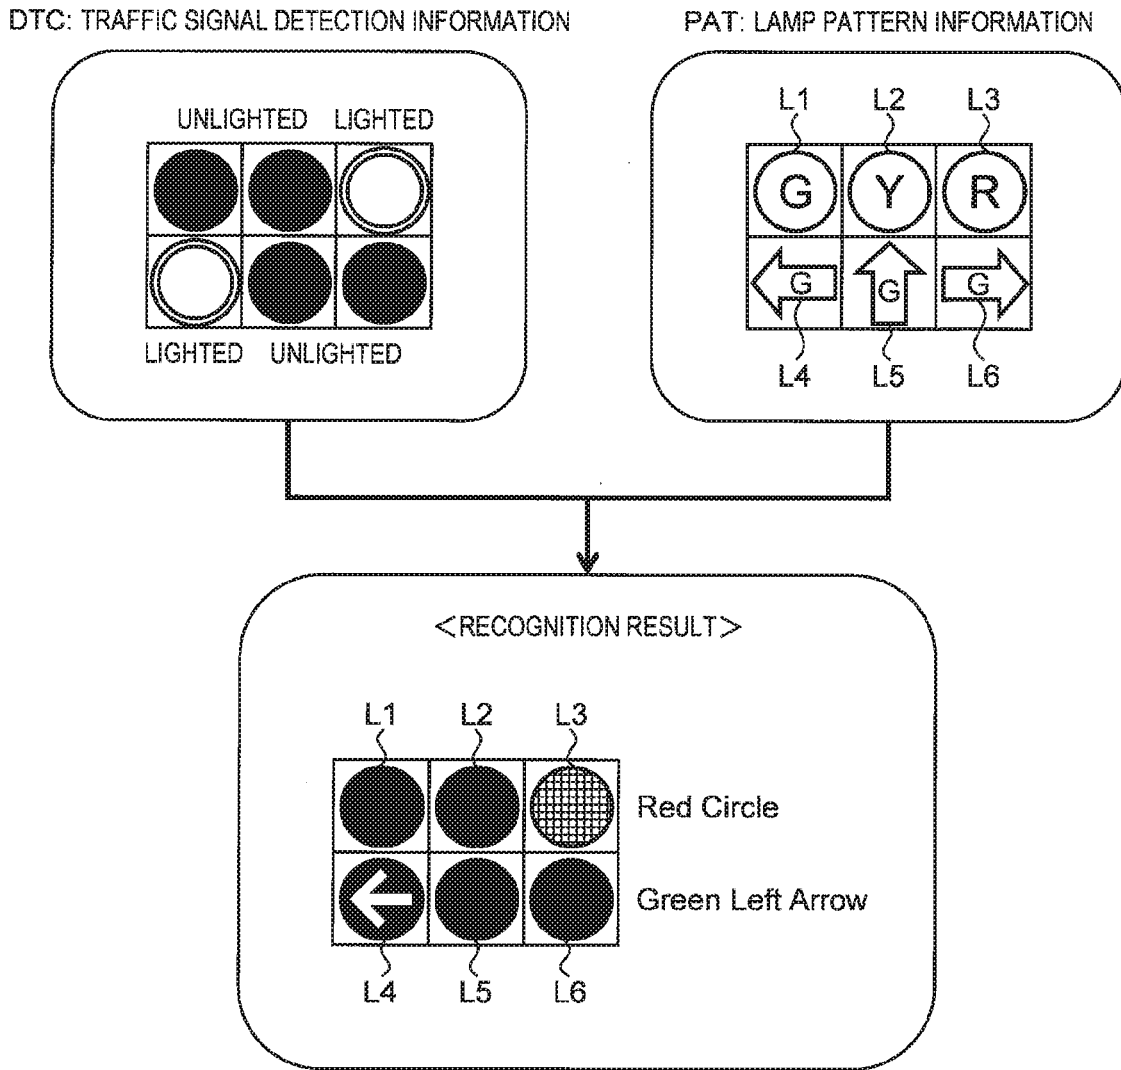 DTC: TRAFFIC SIGNAL DETECTION INFORMATION
UNLIGHTED LIGHTED
LIGHTED UNLIGHTED
PAT: LAMP PATTERN INFORMATION
L1 L2 L3
G Y R
G G G
L4 L5 L6
<RECOGNITION RESULT>
L1 L2 L3
Red Circle
Green Left Arrow
L4 L5 L6